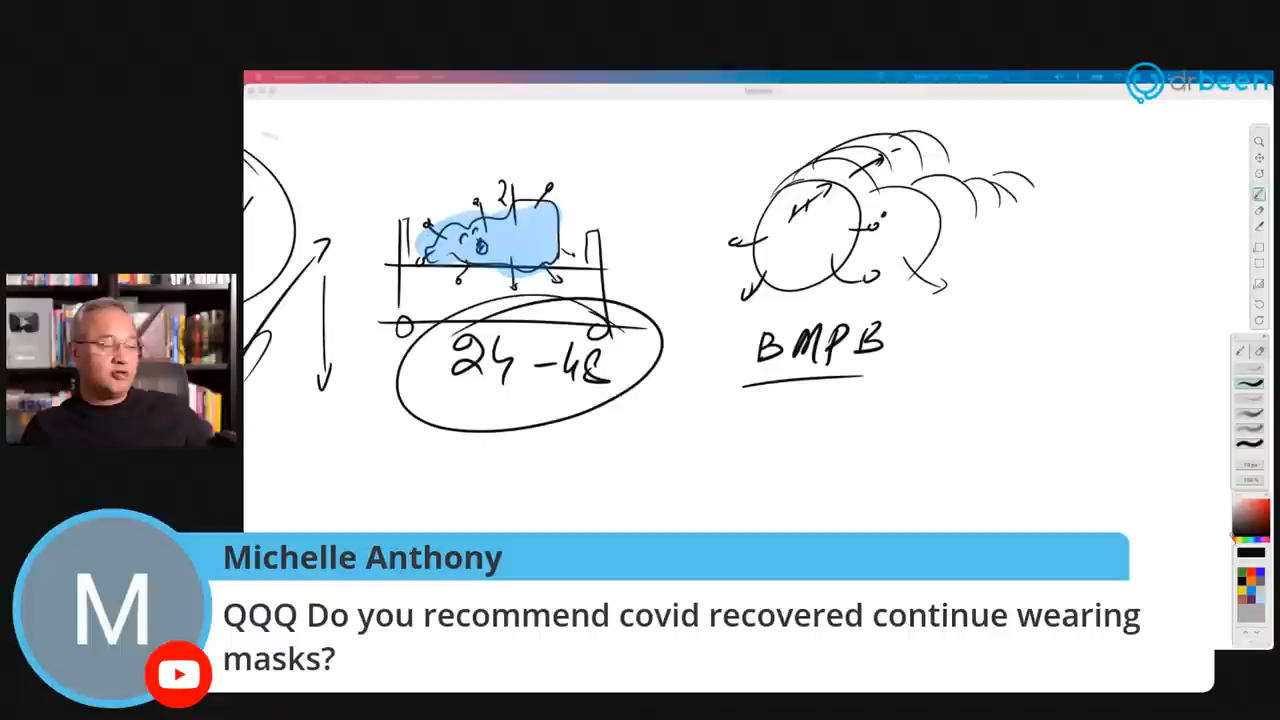 drbeen
24-48
BMPB
Michelle Anthony
QQQ Do you recommend covid recovered continue wearing
masks?
M